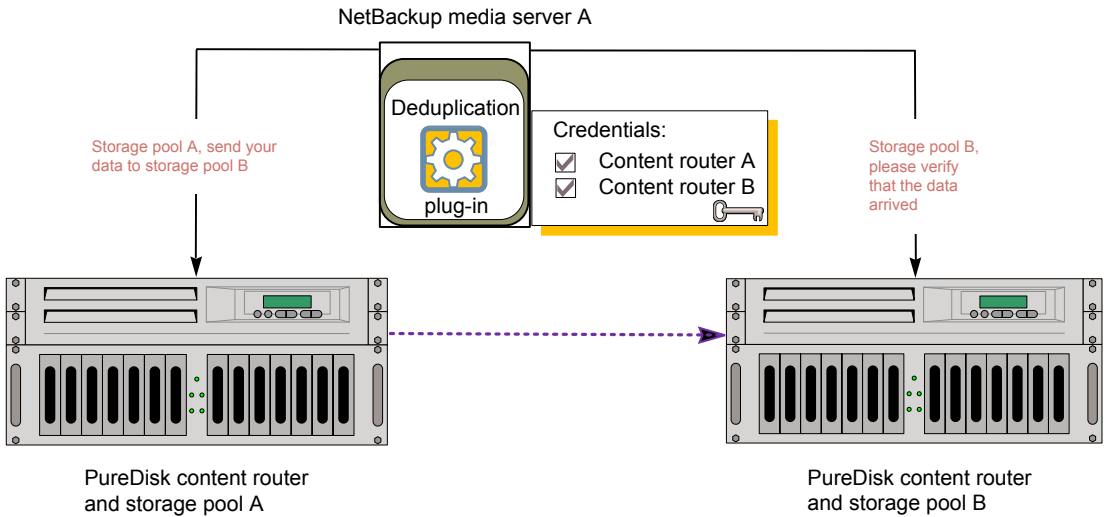 NetBackup media server A
Deduplication
plug-in
Credentials:
Content router A
Content router B
Storage pool A, send your
data to storage pool B
Storage pool B,
please verify
that the data
arrived
PureDisk content router
and storage pool A
PureDisk content router
and storage pool B